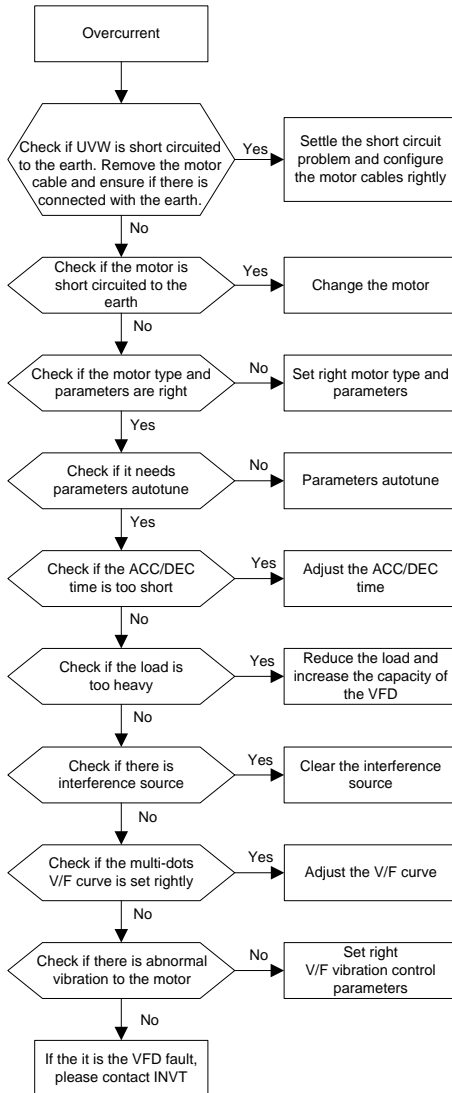 Overcurrent
Check if UVW is short circuited
to the earth. Remove the motor
cable and ensure if there is
connected with the earth.
Yes
Settle the short circuit
problem and configure
the motor cables rightly
No
Check if the motor is
short circuited to the
earth
Yes
Change the motor
No
Check if the motor type and
parameters are right
No
Set right motor type and
parameters
Yes
Check if it needs
parameters autotune
No
Parameters autotune
Yes
Check if the ACC/DEC
time is too short
Yes
Adjust the ACC/DEC
time
No
Check if the load is
too heavy
Yes
Reduce the load and
increase the capacity of
the VFD
No
Check if there is
interference source
Yes
Clear the interference
source
No
Check if the multi-dots
V/F curve is set rightly
Yes
Adjust the V/F curve
No
Check if there is abnormal
vibration to the motor
No
Set right
V/F vibration control
parameters
No
If the it is the VFD fault,
please contact INVT